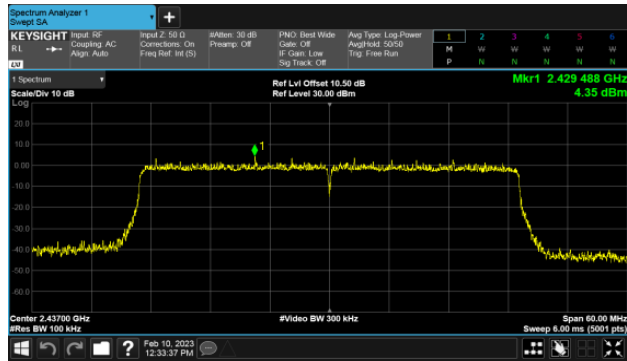 Spectrum Analyzer 1
Swept SA
+
KEYSIGHT Input: RF Input Z: 50 Ω #Atten: 30 dB PNO: Best Wide Avg Type: Log-Power 1 2 3 4 5 6
RL Coupling: AC Corrections: On Preamp: Off Gate: Off Avg|Hold: 50/50 M W W W W W
Align: Auto Freq Ref: Int (S) IF Gain: Low Trig: Free Run P N N N N N
LXI Sig Track: Off
1 Spectrum Ref Lvl Offset 10.50 dB Mkr1 2.429 488 GHz
Scale/Div 10 dB Ref Level 30.00 dBm 4.35 dBm
Log
20.0
10.0
1
0.00
-10.0
-20.0
-30.0
-40.0
-50.0
-60.0
Center 2.43700 GHz #Video BW 300 kHz Span 60.00 MHz
#Res BW 100 kHz Sweep 6.00 ms (5001 pts)
? Feb 10, 2023
12:33:37 PM